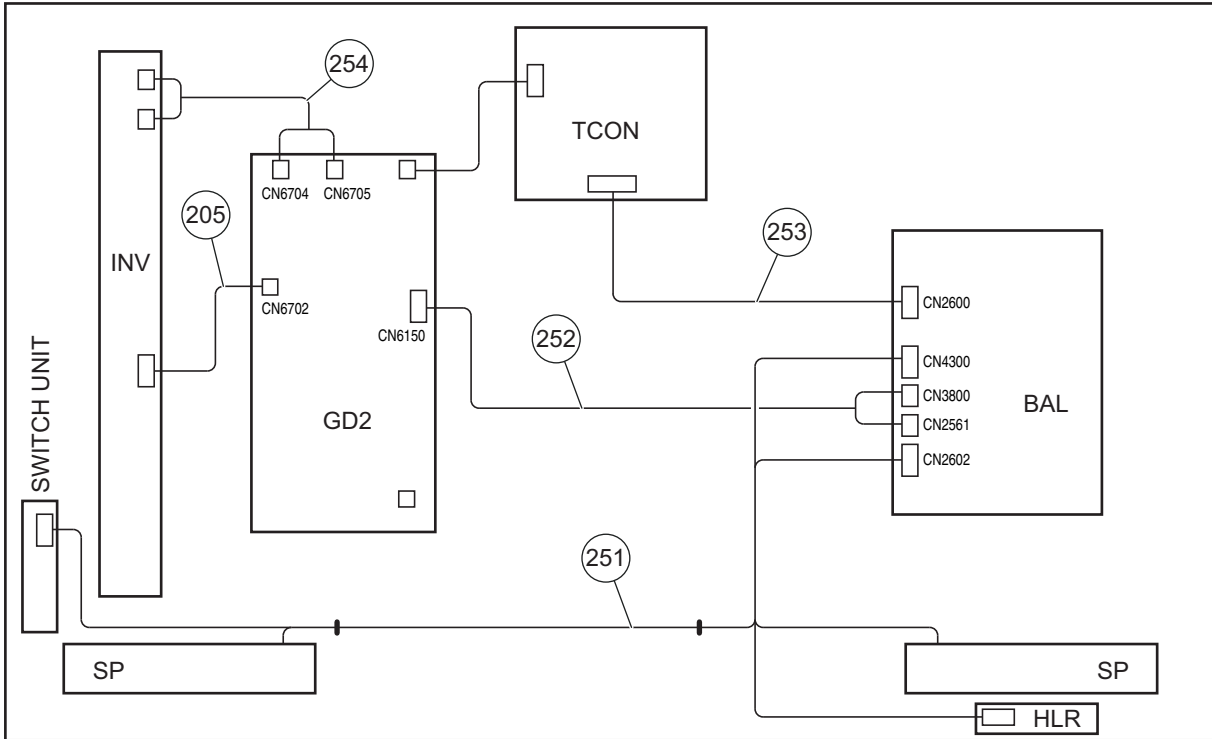 254
TCON
CN6704
CN6705
205
253
INV
CN6702
CN6150
CN2600
252
CN4300
CN3800
BAL
GD2
CN2561
CN2602
SWITCH UNIT
251
SP
SP
HLR